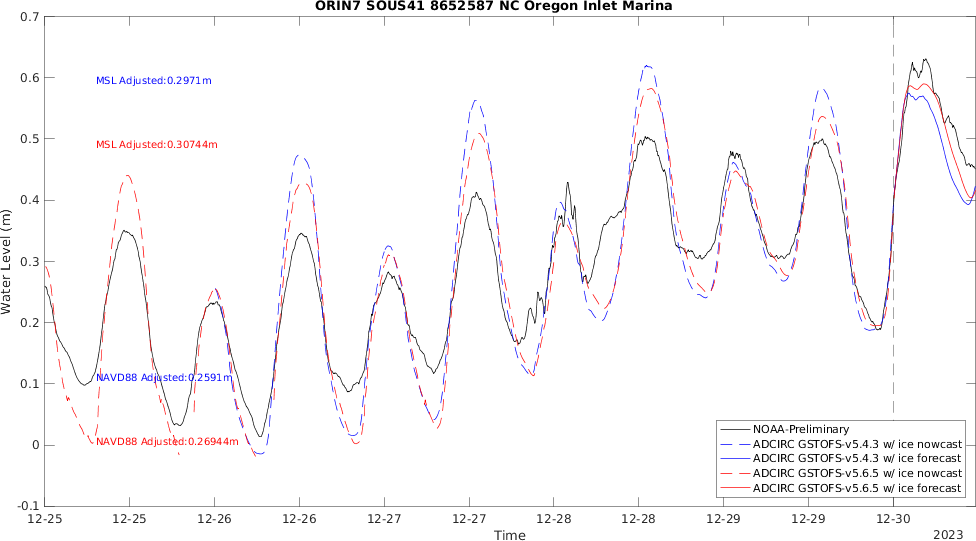 ORIN7 SOUS41 8652587 NC Oregon Inlet Marina
0.7
0.6
0.5
0.4
0.3
0.2
0.1
0
-0.1
Water Level (m)
MSL Adjusted:0.2971m
MSL Adjusted:0.30744m
NAVD88 Adjusted:0.2591m
NAVD88 Adjusted:0.26944m
NOAA-Preliminary
ADCIRC GSTOFS-v5.4.3 w/ ice nowcast
ADCIRC GSTOFS-v5.4.3 w/ ice forecast
ADCIRC GSTOFS-v5.6.5 w/ ice nowcast
ADCIRC GSTOFS-v5.6.5 w/ ice forecast
12-25 12-25 12-26 12-26 12-27 12-27 12-28 12-28 12-29 12-29 12-30
Time
2023